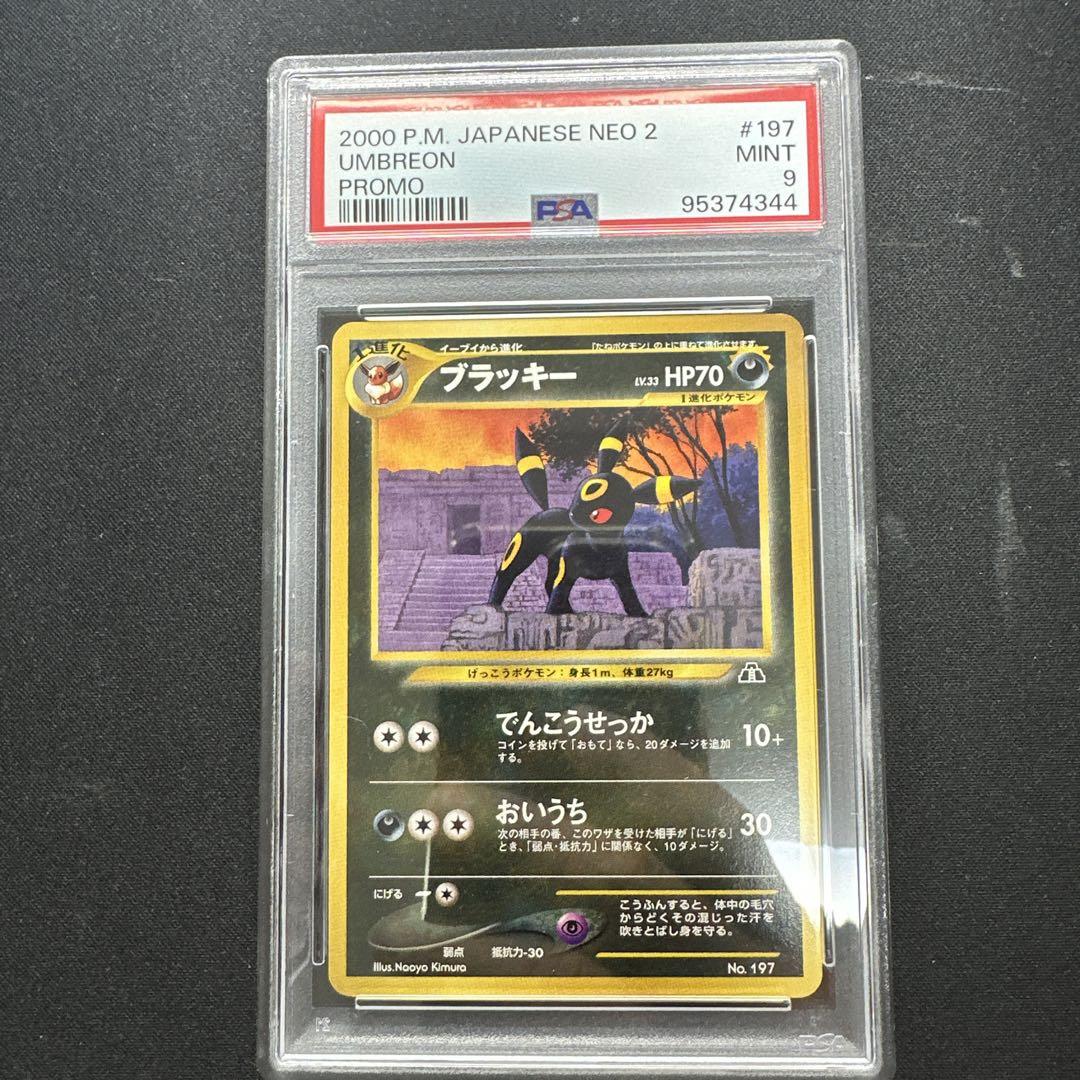 2000 P.M. JAPANESE NEO 2 #197
UMBREON MINT
PROMO 9
PSA 95374344
1進化
イーブイから進化 「たねポケモン」の上に重ねて進化させます。
ブラッキー LV.33 HP70
1進化ポケモン
げっこうポケモン：身長1m、体重27kg
でんこうせっか 10+
コインを投げて「おもて」なら、20ダメージを追加
する。
おいうち 30
次の相手の番、このワザを受けた相手が「にげる」
とき、「弱点・抵抗力」に関係なく、10ダメージ。
にげる
こうふんすると、体中の毛穴
からどくその混じった汗を
吹きとばし身を守る。
弱点 抵抗力-30
Illus.Naoyo Kimura No. 197
PSA